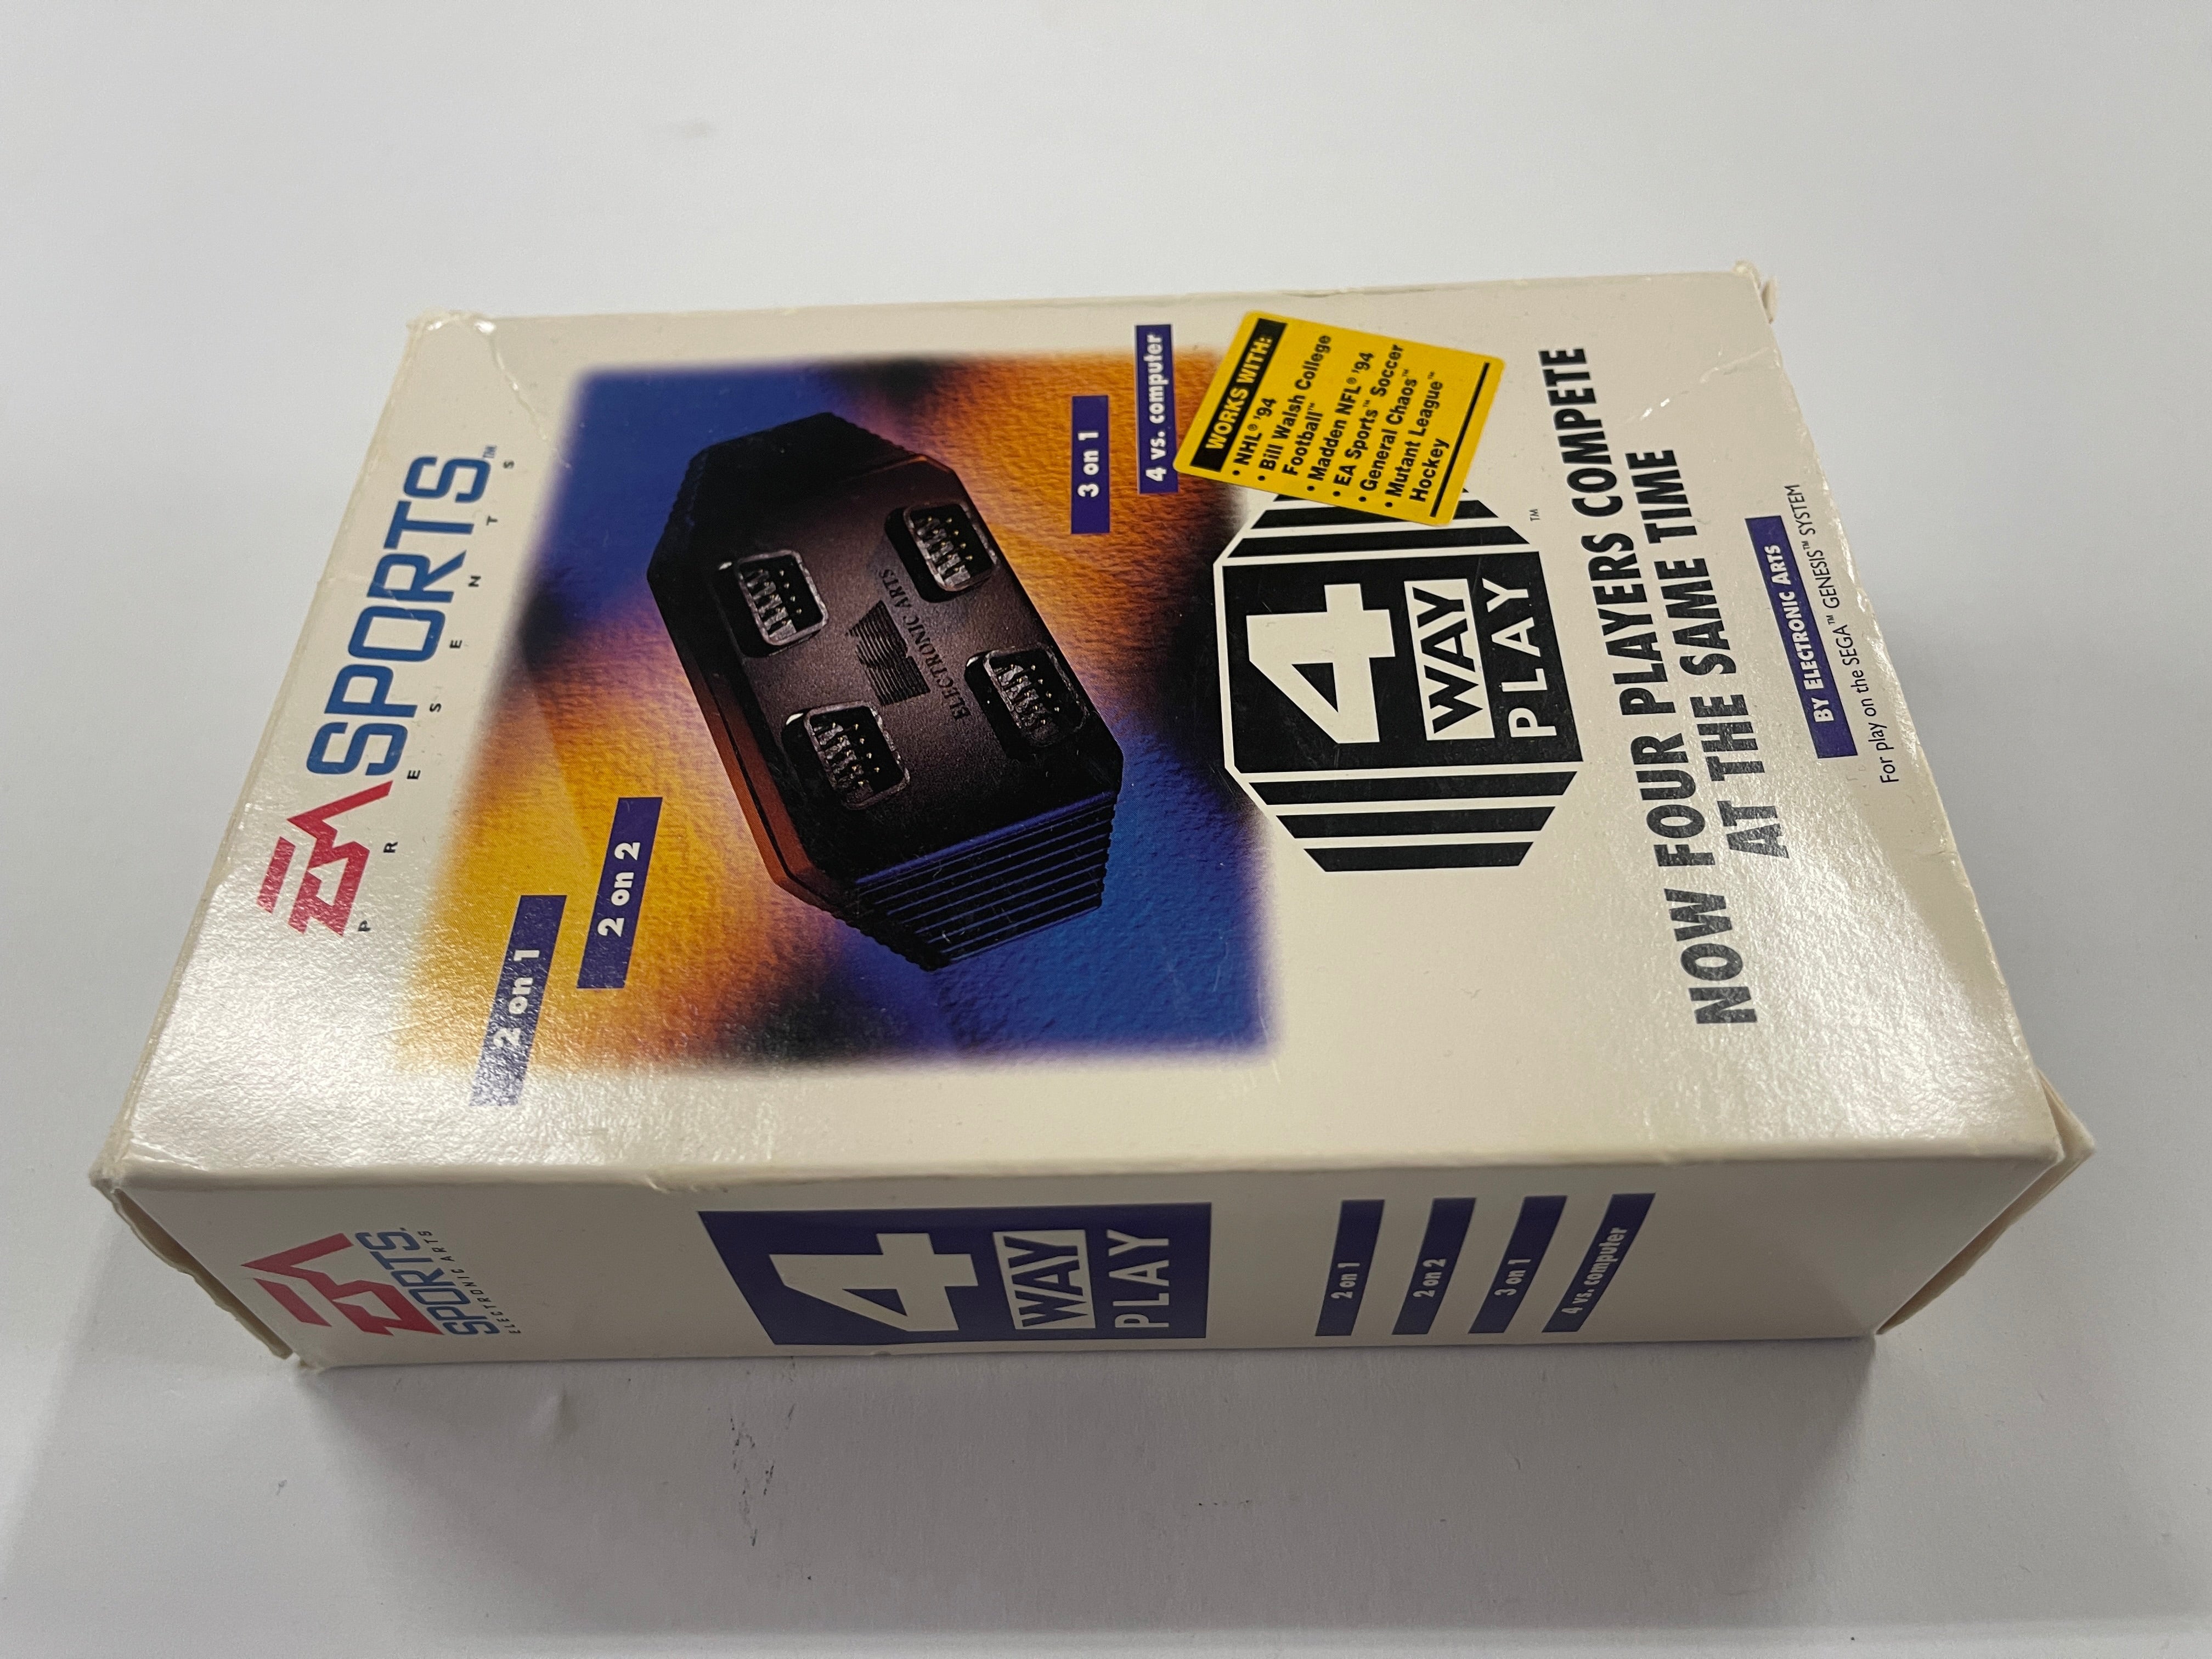 EA SPORTS™
PRESENTS
2 on 1
2 on 2
ELECTRONIC ARTS
3 on 1
4 vs. computer
WORKS WITH:
• NHL® '94
• Bill Walsh College
Football™
• Madden NFL® '94
• EA Sports™ Soccer
• General Chaos™
• Mutant League™
Hockey
4
WAY
PLAY
™
NOW FOUR PLAYERS COMPETE
AT THE SAME TIME
BY ELECTRONIC ARTS
For play on the SEGA™ GENESIS™ SYSTEM
EA
SPORTS
ELECTRONIC ARTS
4
WAY
PLAY
2 on 1
2 on 2
3 on 1
4 vs. computer